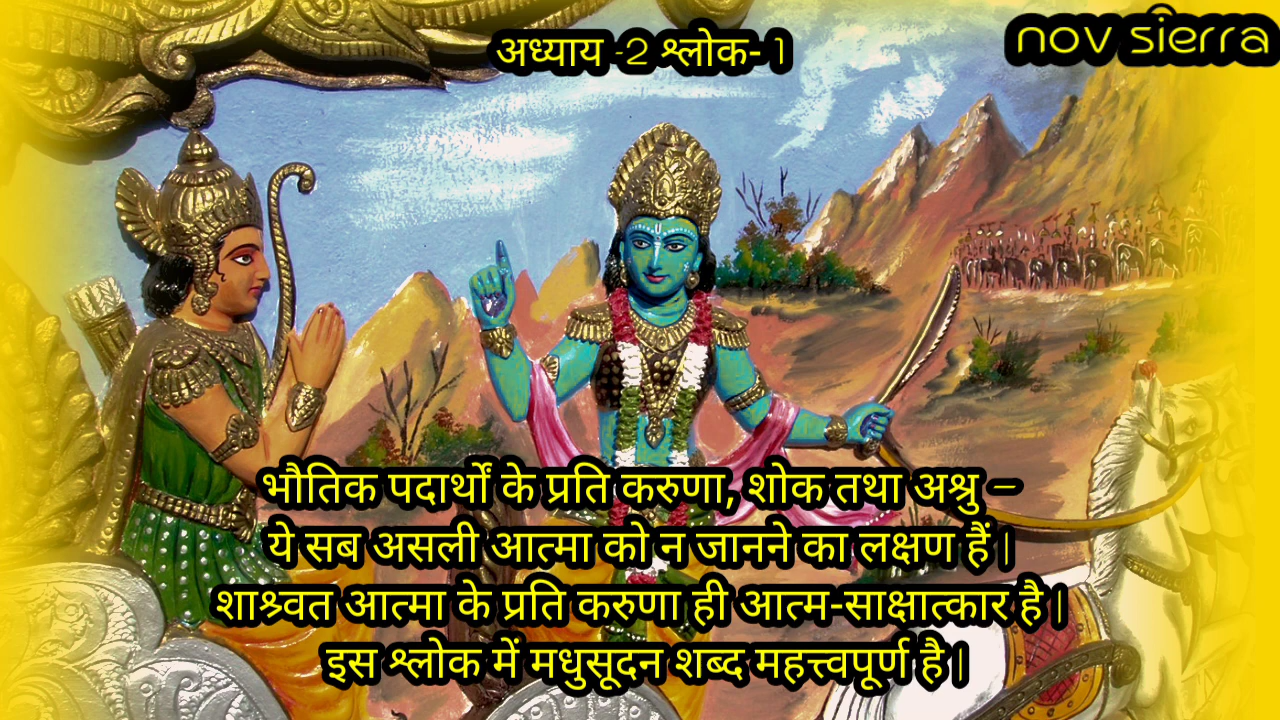 अध्याय -2 श्लोक- 1
nov sierra
भौतिक पदार्थों के प्रति करुणा, शोक तथा अश्रु –
ये सब असली आत्मा को न जानने का लक्षण हैं |
शाश्र्वत आत्मा के प्रति करुणा ही आत्म-साक्षात्कार है |
इस श्लोक में मधुसूदन शब्द महत्त्वपूर्ण है |